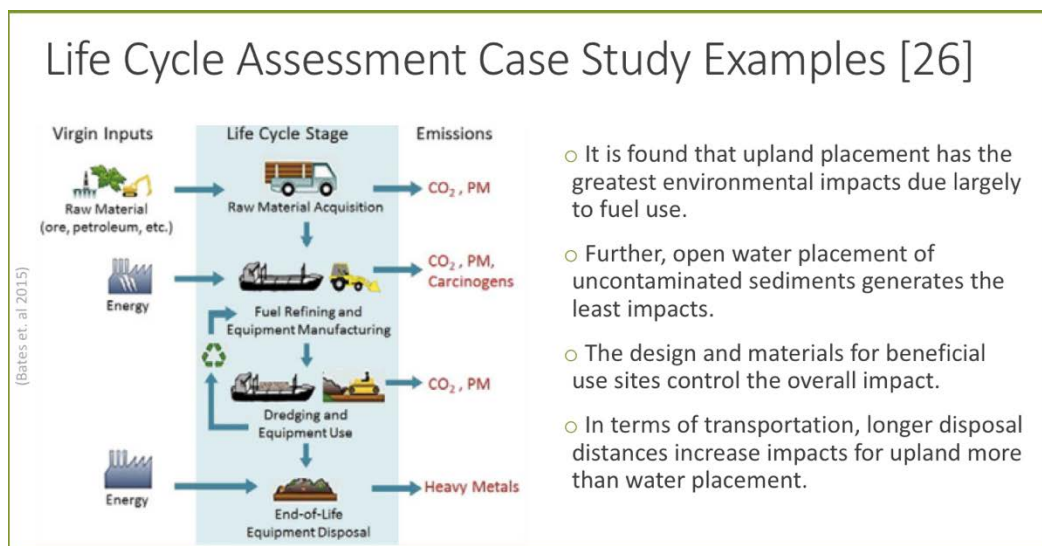 Life Cycle Assessment Case Study Examples [26]
Virgin Inputs
Life Cycle Stage
Emissions
Raw Material
(ore, petroleum, etc.)
Raw Material Acquisition
CO₂ , PM
Energy
Fuel Refining and
Equipment Manufacturing
CO₂ , PM,
Carcinogens
Dredging and
Equipment Use
CO₂ , PM
Energy
End-of-Life
Equipment Disposal
Heavy Metals
(Bates et. al 2015)
○ It is found that upland placement has the
greatest environmental impacts due largely
to fuel use.
○ Further, open water placement of
uncontaminated sediments generates the
least impacts.
○ The design and materials for beneficial
use sites control the overall impact.
○ In terms of transportation, longer disposal
distances increase impacts for upland more
than water placement.